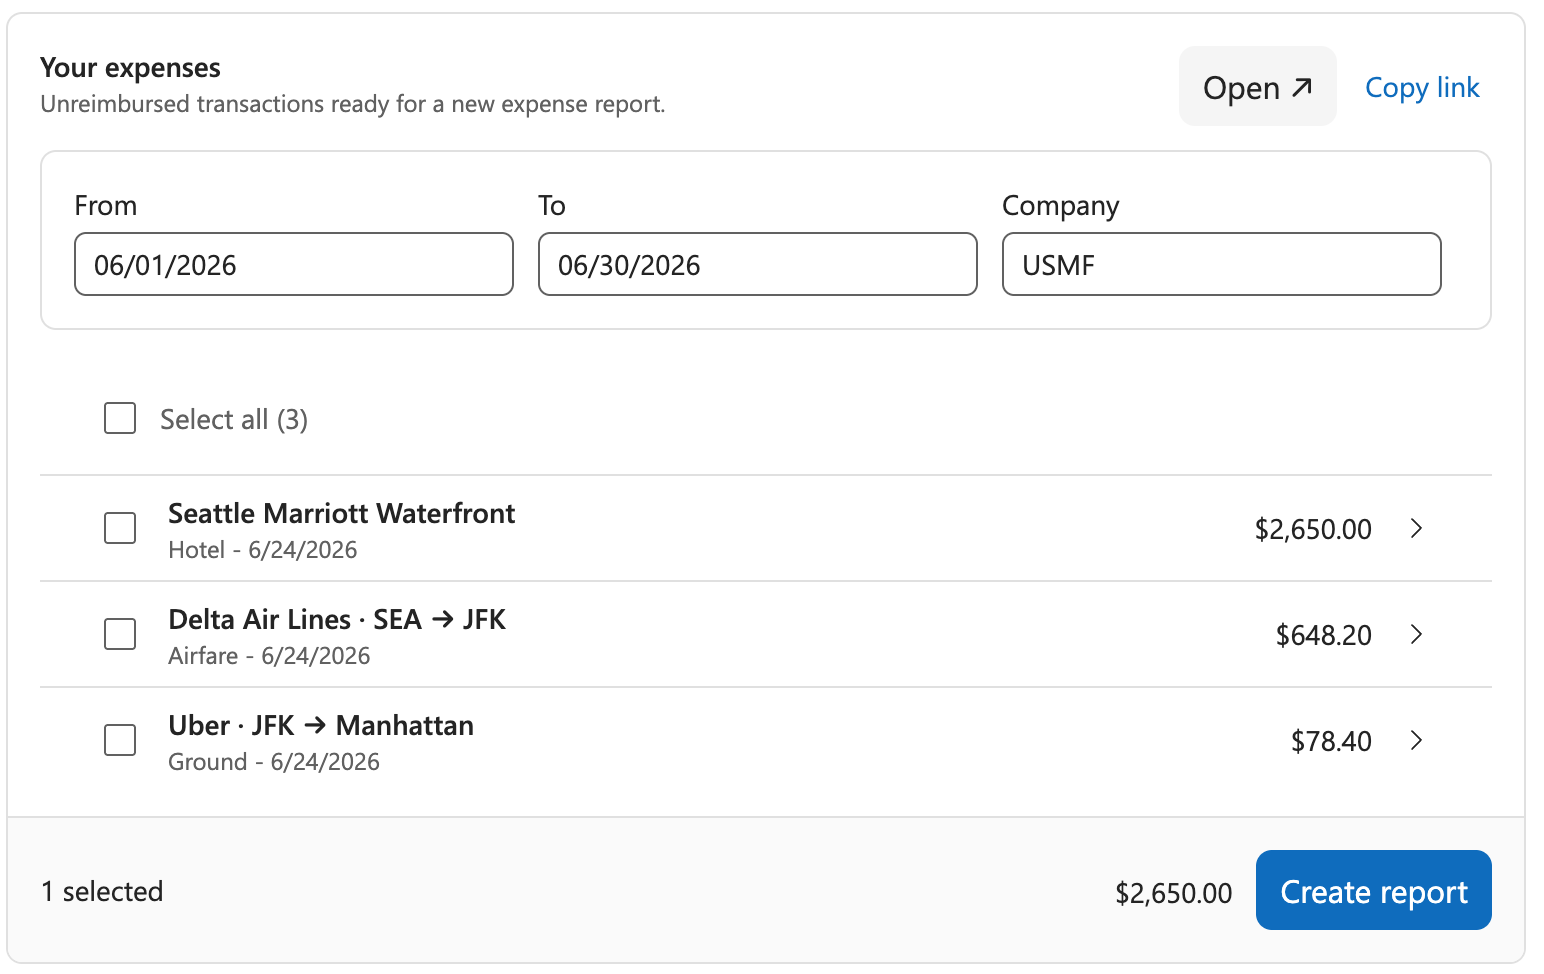 Your expenses
Unreimbursed transactions ready for a new expense report.
Open ↗
Copy link
From
To
Company
06/01/2026
06/30/2026
USMF
Select all (3)
Seattle Marriott Waterfront
Hotel - 6/24/2026
$2,650.00
Delta Air Lines · SEA → JFK
Airfare - 6/24/2026
$648.20
Uber · JFK → Manhattan
Ground - 6/24/2026
$78.40
1 selected
$2,650.00
Create report